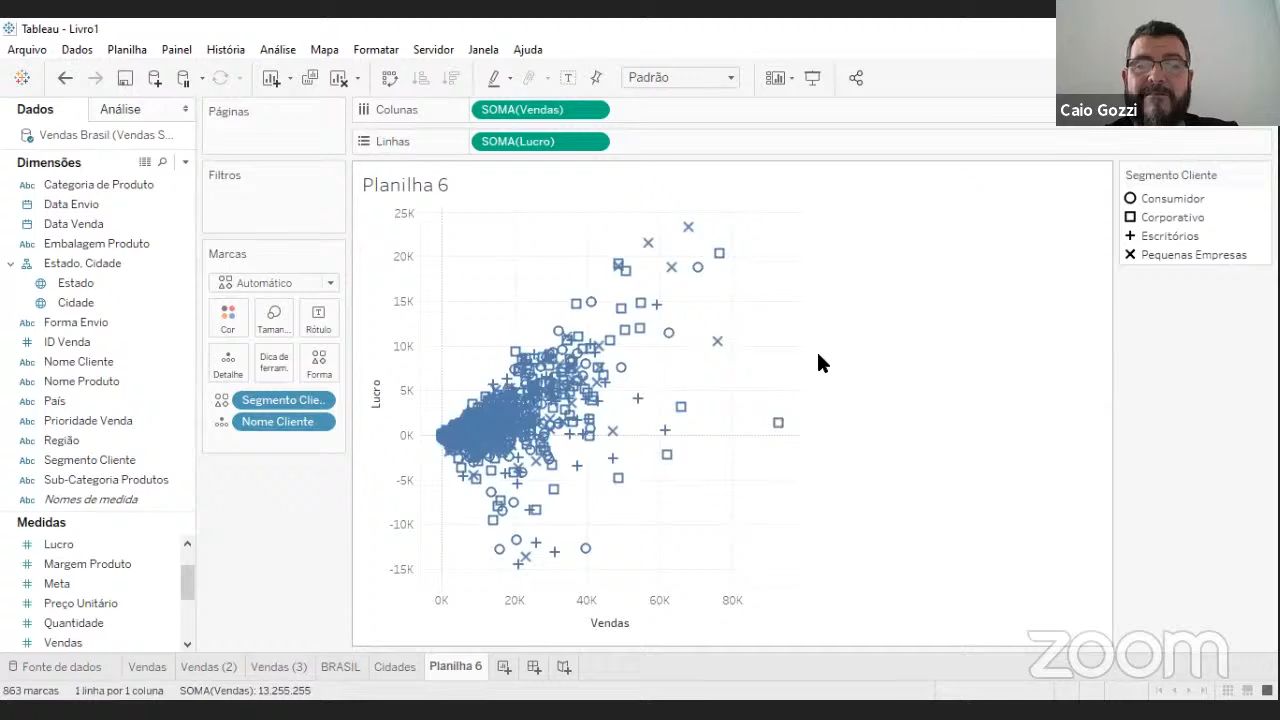 Tableau - Livro1
Arquivo Dados Planilha Painel História Análise Mapa Formatar Servidor Janela Ajuda
Padrão
Caio Gozzi
Dados Análise
Vendas Brasil (Vendas S...
Dimensões
Categoria de Produto
Data Envio
Data Venda
Embalagem Produto
Estado, Cidade
Estado
Cidade
Forma Envio
ID Venda
Nome Cliente
Nome Produto
País
Prioridade Venda
Região
Segmento Cliente
Sub-Categoria Produtos
Nomes de medida
Medidas
Lucro
Margem Produto
Meta
Preço Unitário
Quantidade
Vendas
Páginas
Filtros
Marcas
Automático
Cor Taman... Rótulo
Detalhe Dica de ferram. Forma
Segmento Clie..
Nome Cliente
Colunas SOMA(Vendas)
Linhas SOMA(Lucro)
Planilha 6
25K
20K
15K
10K
5K
0K
-5K
-10K
-15K
Lucro
0K 20K 40K 60K 80K
Vendas
Segmento Cliente
Consumidor
Corporativo
Escritórios
Pequenas Empresas
zoom
Fonte de dados Vendas Vendas (2) Vendas (3) BRASIL Cidades Planilha 6
863 marcas 1 linha por 1 coluna SOMA(Vendas): 13.255.255